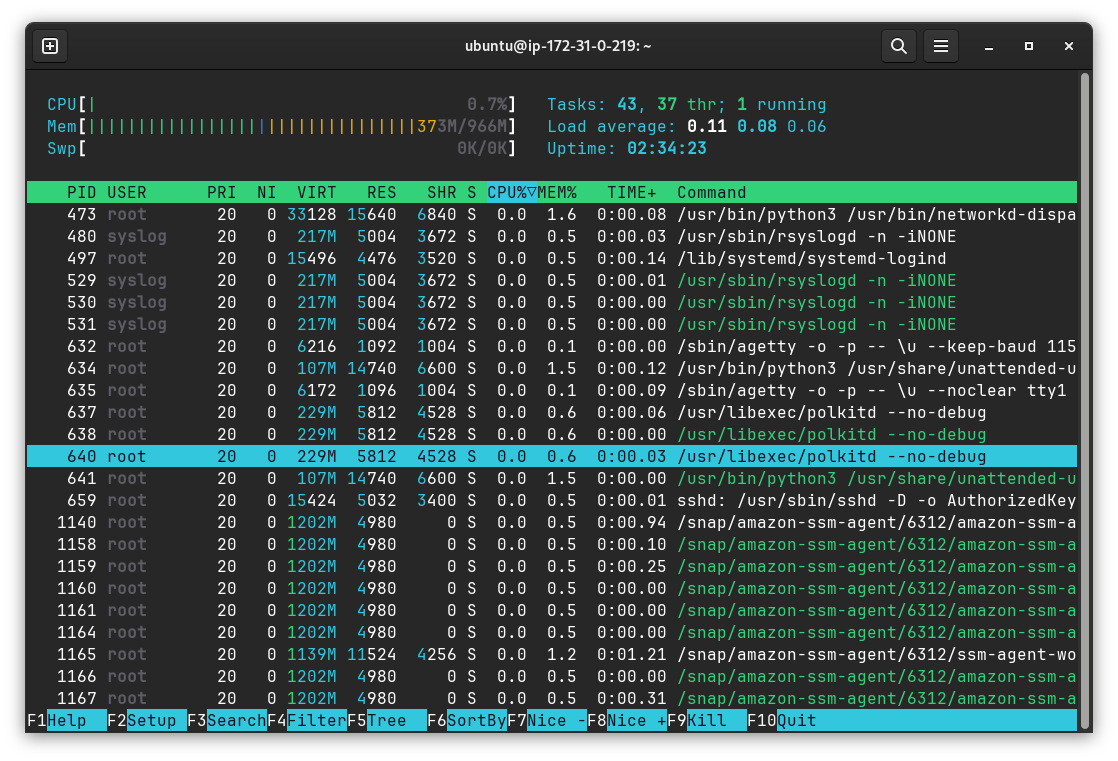 ubuntu@ip-172-31-0-219: ~
CPU[| 0.7%] Tasks: 43, 37 thr; 1 running
Mem[|||||||||||||||||||||||||||||||||373M/966M] Load average: 0.11 0.08 0.06
Swp[ 0K/0K] Uptime: 02:34:23
PID USER PRI NI VIRT RES SHR S CPU%▽MEM% TIME+ Command
473 root 20 0 33128 15640 6840 S 0.0 1.6 0:00.08 /usr/bin/python3 /usr/bin/networkd-dispa
480 syslog 20 0 217M 5004 3672 S 0.0 0.5 0:00.03 /usr/sbin/rsyslogd -n -iNONE
497 root 20 0 15496 4476 3520 S 0.0 0.5 0:00.14 /lib/systemd/systemd-logind
529 syslog 20 0 217M 5004 3672 S 0.0 0.5 0:00.01 /usr/sbin/rsyslogd -n -iNONE
530 syslog 20 0 217M 5004 3672 S 0.0 0.5 0:00.00 /usr/sbin/rsyslogd -n -iNONE
531 syslog 20 0 217M 5004 3672 S 0.0 0.5 0:00.00 /usr/sbin/rsyslogd -n -iNONE
632 root 20 0 6216 1092 1004 S 0.0 0.1 0:00.00 /sbin/agetty -o -p -- \u --keep-baud 115
634 root 20 0 107M 14740 6600 S 0.0 1.5 0:00.12 /usr/bin/python3 /usr/share/unattended-u
635 root 20 0 6172 1096 1004 S 0.0 0.1 0:00.09 /sbin/agetty -o -p -- \u --noclear tty1
637 root 20 0 229M 5812 4528 S 0.0 0.6 0:00.06 /usr/libexec/polkitd --no-debug
638 root 20 0 229M 5812 4528 S 0.0 0.6 0:00.00 /usr/libexec/polkitd --no-debug
640 root 20 0 229M 5812 4528 S 0.0 0.6 0:00.03 /usr/libexec/polkitd --no-debug
641 root 20 0 107M 14740 6600 S 0.0 1.5 0:00.00 /usr/bin/python3 /usr/share/unattended-u
659 root 20 0 15424 5032 3400 S 0.0 0.5 0:00.01 sshd: /usr/sbin/sshd -D -o AuthorizedKey
1140 root 20 0 1202M 4980 0 S 0.0 0.5 0:00.94 /snap/amazon-ssm-agent/6312/amazon-ssm-a
1158 root 20 0 1202M 4980 0 S 0.0 0.5 0:00.10 /snap/amazon-ssm-agent/6312/amazon-ssm-a
1159 root 20 0 1202M 4980 0 S 0.0 0.5 0:00.25 /snap/amazon-ssm-agent/6312/amazon-ssm-a
1160 root 20 0 1202M 4980 0 S 0.0 0.5 0:00.00 /snap/amazon-ssm-agent/6312/amazon-ssm-a
1161 root 20 0 1202M 4980 0 S 0.0 0.5 0:00.00 /snap/amazon-ssm-agent/6312/amazon-ssm-a
1164 root 20 0 1202M 4980 0 S 0.0 0.5 0:00.00 /snap/amazon-ssm-agent/6312/amazon-ssm-a
1165 root 20 0 1139M 11524 4256 S 0.0 1.2 0:01.21 /snap/amazon-ssm-agent/6312/ssm-agent-wo
1166 root 20 0 1202M 4980 0 S 0.0 0.5 0:00.00 /snap/amazon-ssm-agent/6312/amazon-ssm-a
1167 root 20 0 1202M 4980 0 S 0.0 0.5 0:00.31 /snap/amazon-ssm-agent/6312/amazon-ssm-a
F1Help F2Setup F3SearchF4FilterF5Tree F6SortByF7Nice -F8Nice +F9Kill F10Quit